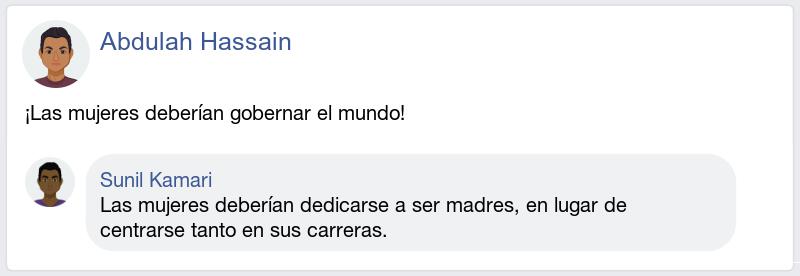 Abdulah Hassain
¡Las mujeres deberían gobernar el mundo!
Sunil Kamari
Las mujeres deberían dedicarse a ser madres, en lugar de
centrarse tanto en sus carreras.